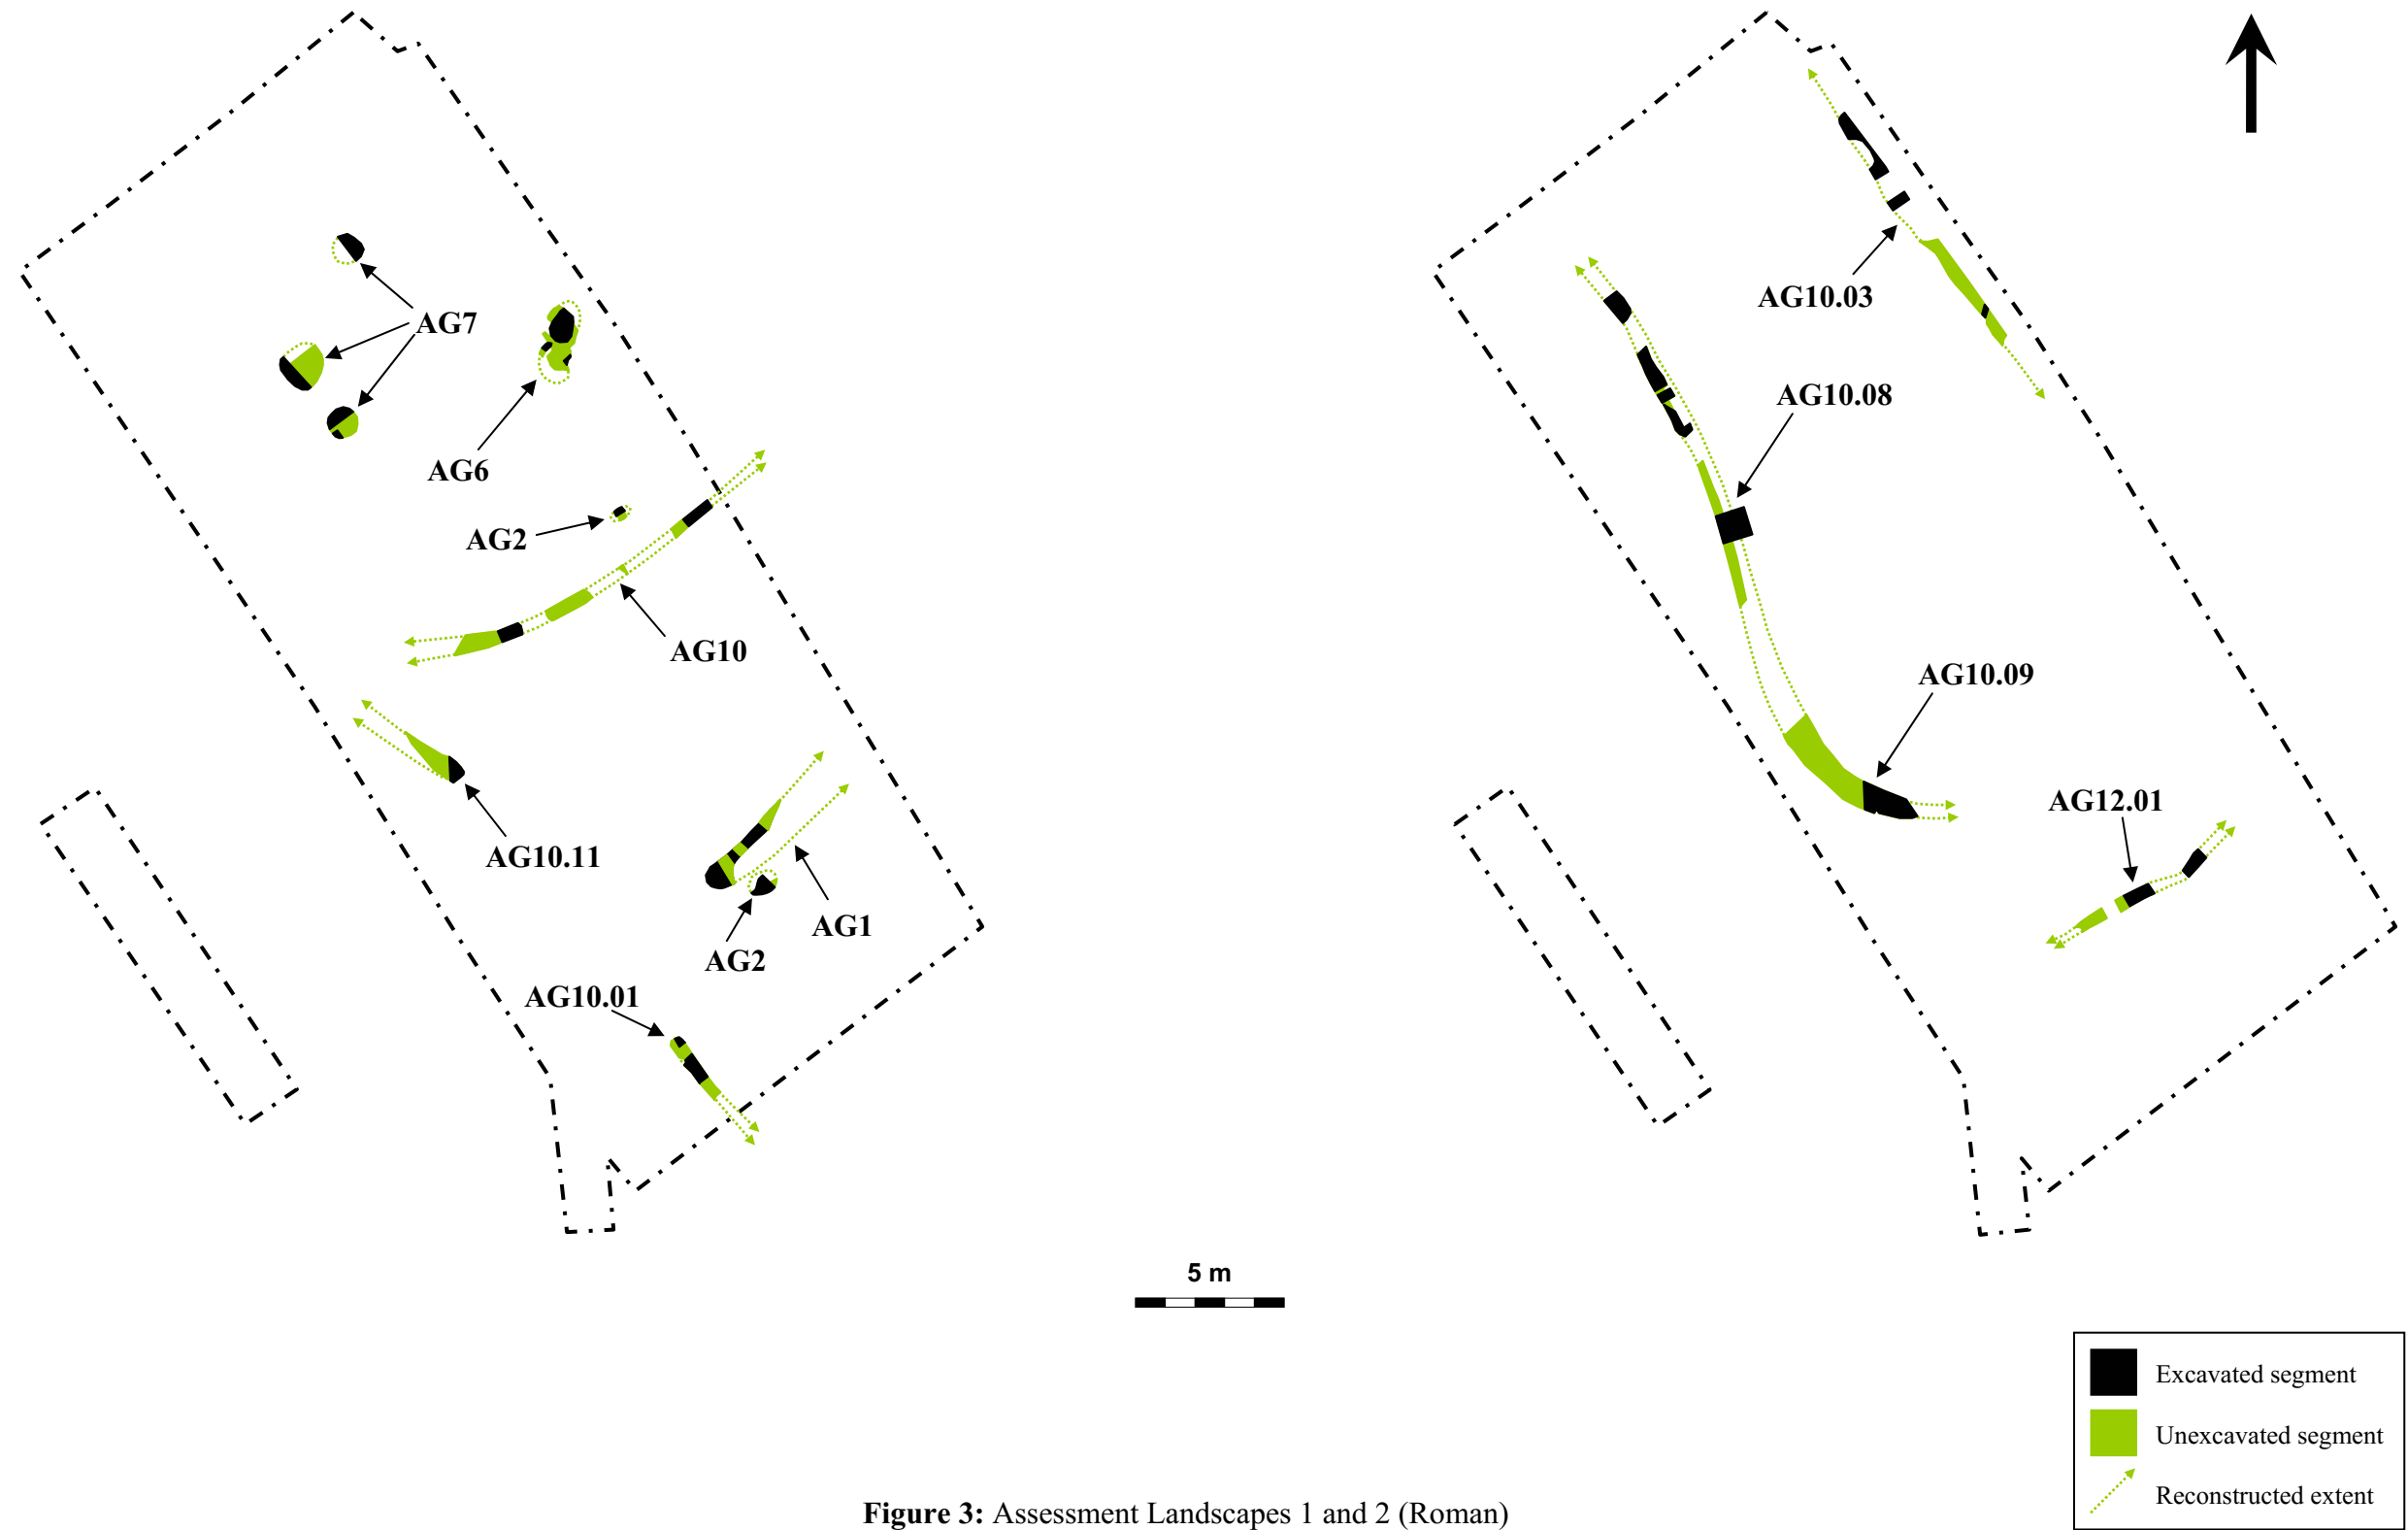 AG10.03
AG7
AG10.08
AG6
AG2
AG10
AG10.09
AG12.01
AG10.11
AG1
AG2
AG10.01
5 m
Excavated segment
Unexcavated segment
Reconstructed extent
Figure 3: Assessment Landscapes 1 and 2 (Roman)